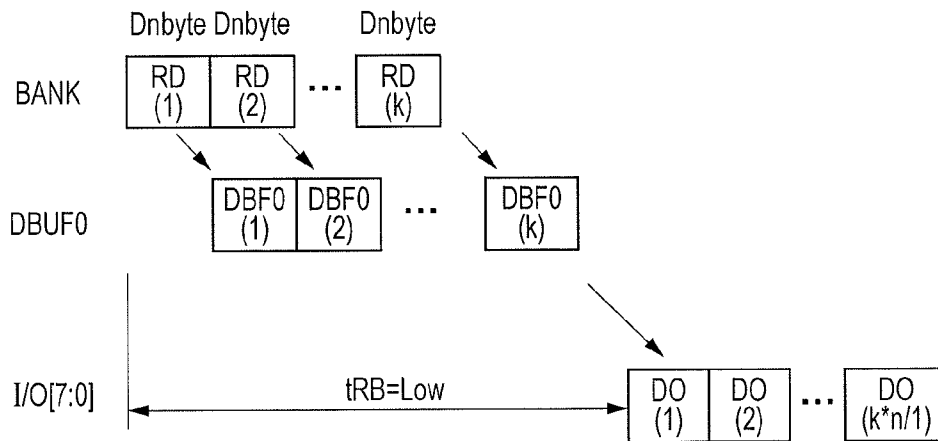 Dnbyte Dnbyte Dnbyte
BANK RD RD ... RD
(1) (2) (k)
DBUF0 DBF0 DBF0 ... DBF0
(1) (2) (k)
I/O[7:0] tRB=Low DO DO ... DO
(1) (2) (k*n/1)